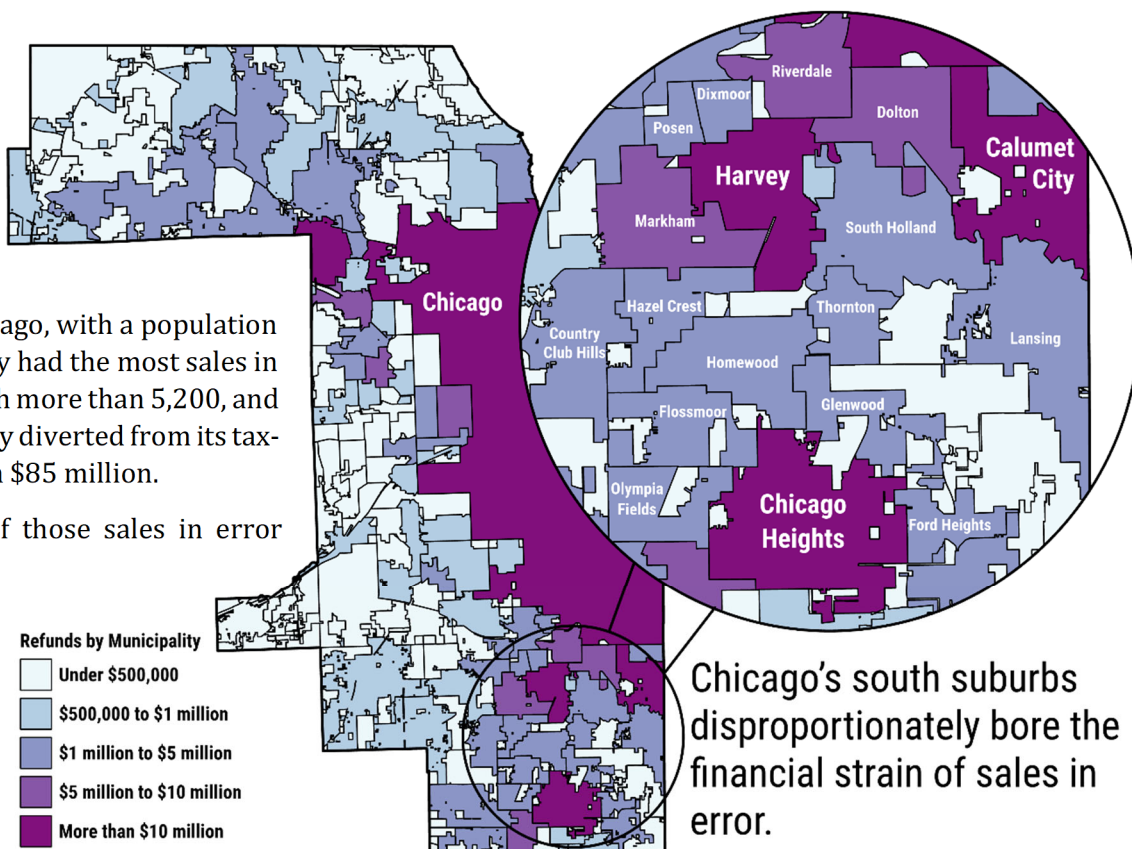 Riverdale
Dixmoor
Dolton
Posen
Calumet
City
Harvey
Markham
South Holland
Chicago
Hazel Crest
Thornton
Country
Club Hills
Lansing
Homewood
Flossmoor
Glenwood
Olympia
Fields
Chicago
Heights
Ford Heights
ago, with a population
y had the most sales in
h more than 5,200, and
y diverted from its tax-
$85 million.
f those sales in error
Refunds by Municipality
Under $500,000
$500,000 to $1 million
$1 million to $5 million
$5 million to $10 million
More than $10 million
Chicago’s south suburbs
disproportionately bore the
financial strain of sales in
error.